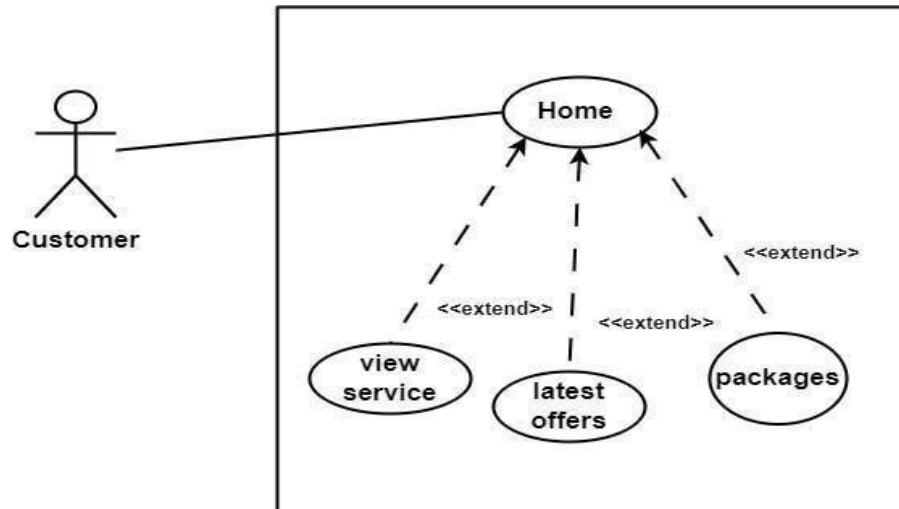 Home
Customer
<<extend>>
<<extend>>
<<extend>>
view
service
latest
offers
packages